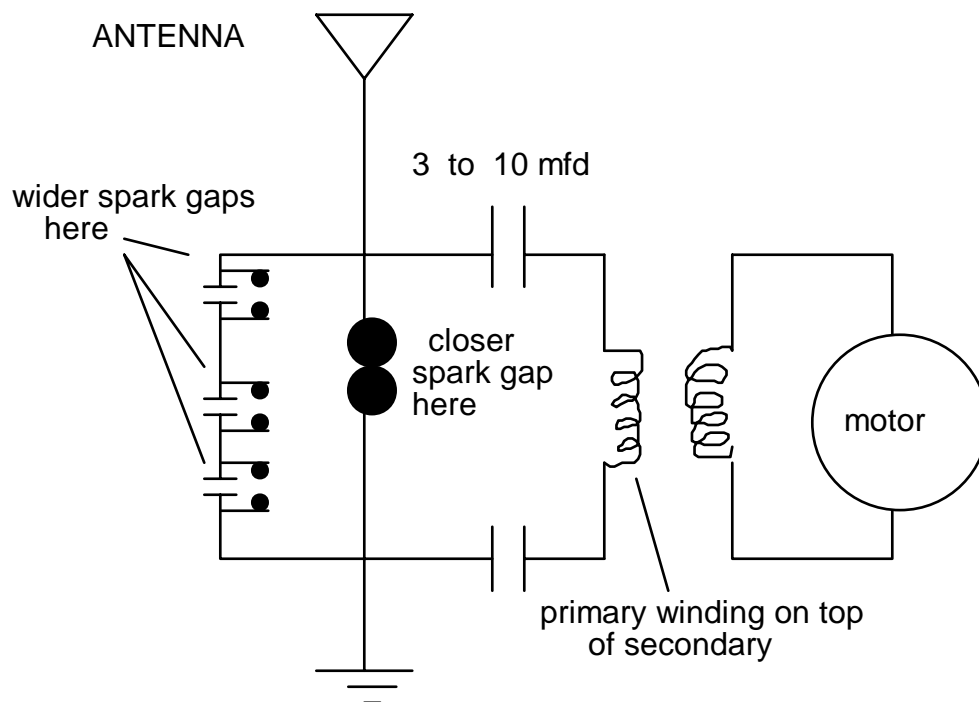 ANTENNA
3 to 10 mfd
wider spark gaps
here
closer
spark gap
here
motor
primary winding on top
of secondary